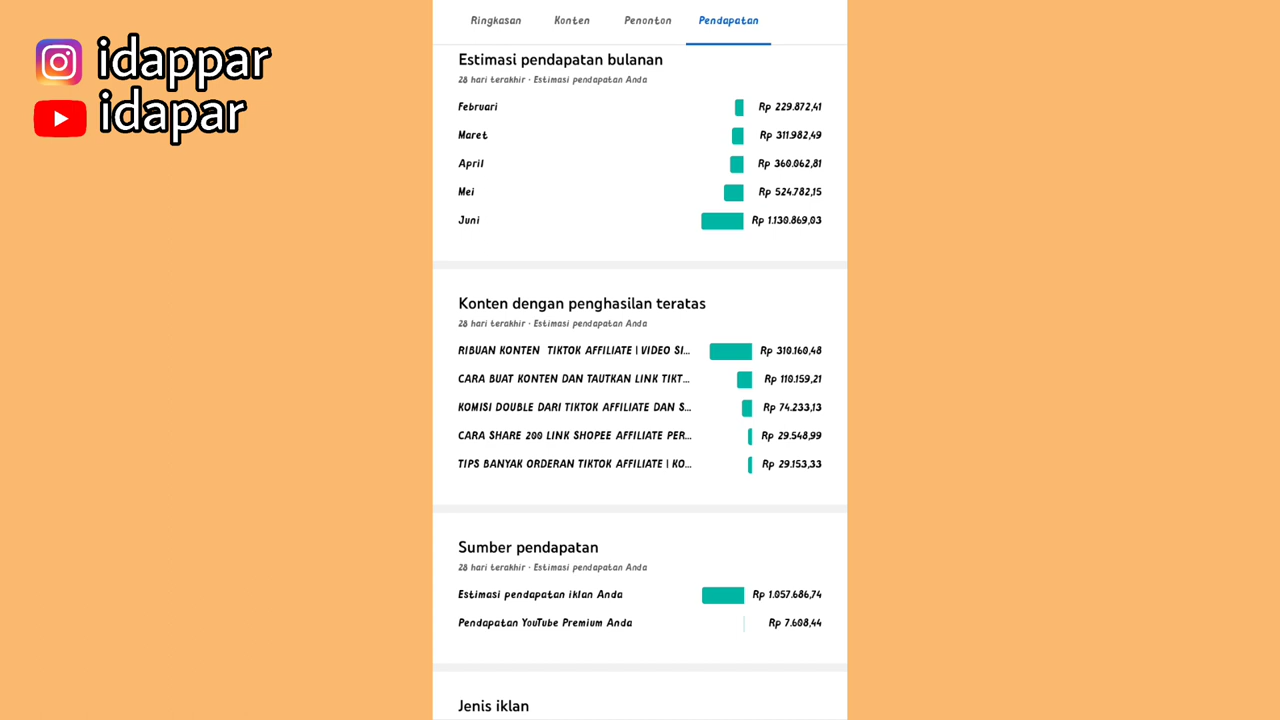 idappar
idapar
Ringkasan Konten Penonton Pendapatan
Estimasi pendapatan bulanan
28 hari terakhir · Estimasi pendapatan Anda
Februari Rp 229.872,41
Maret Rp 311.982,49
April Rp 360.062,81
Mei Rp 524.782,15
Juni Rp 1.130.869,03
Konten dengan penghasilan teratas
28 hari terakhir · Estimasi pendapatan Anda
RIBUAN KONTEN TIKTOK AFFILIATE | VIDEO SI... Rp 310.160,48
CARA BUAT KONTEN DAN TAUTKAN LINK TIKT... Rp 110.159,21
KOMISI DOUBLE DARI TIKTOK AFFILIATE DAN S... Rp 74.233,13
CARA SHARE 200 LINK SHOPEE AFFILIATE PER... Rp 29.548,99
TIPS BANYAK ORDERAN TIKTOK AFFILIATE | KO... Rp 29.153,33
Sumber pendapatan
28 hari terakhir · Estimasi pendapatan Anda
Estimasi pendapatan iklan Anda Rp 1.057.686,74
Pendapatan YouTube Premium Anda Rp 7.608,44
Jenis iklan